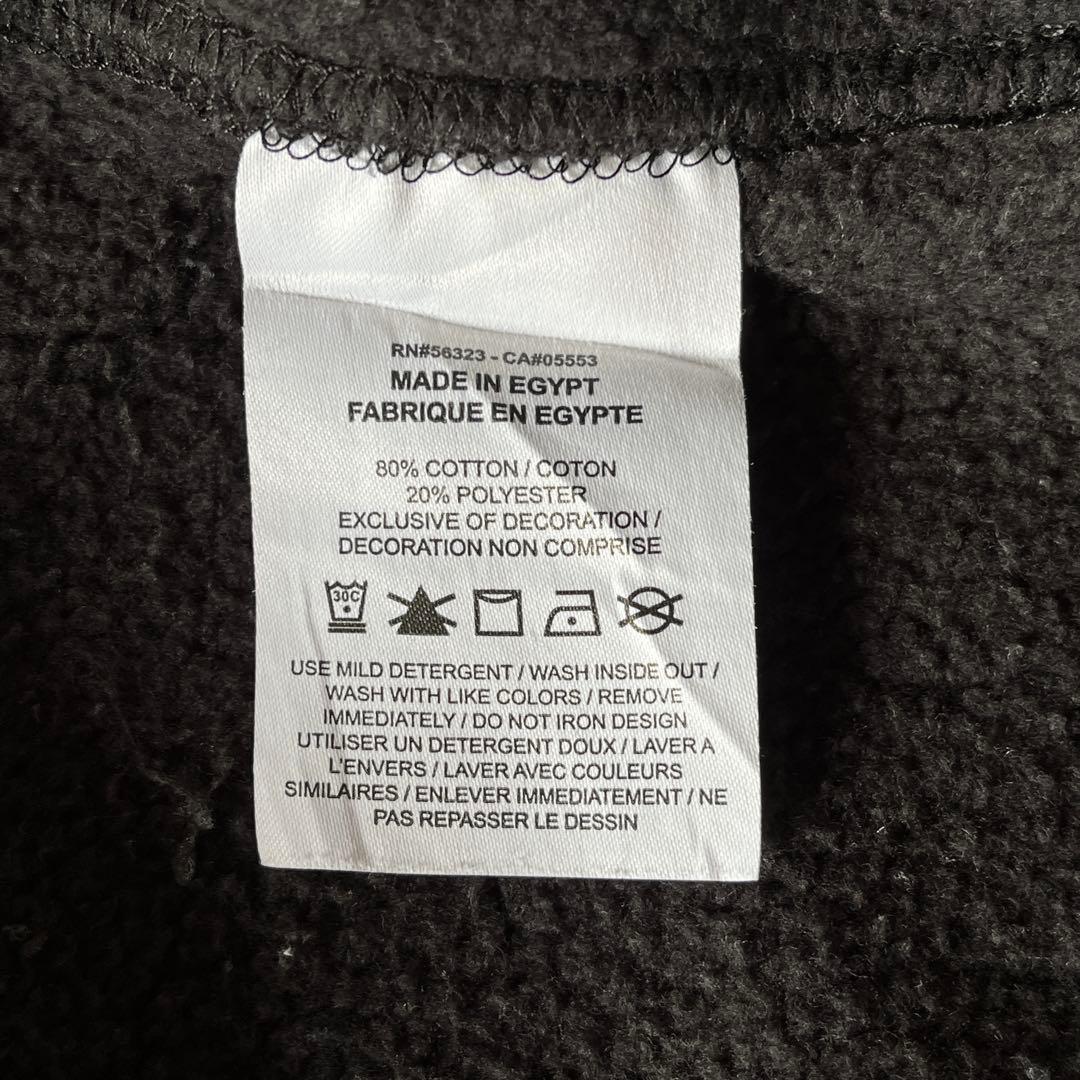 RN#56323 - CA#05553
MADE IN EGYPT
FABRIQUE EN EGYPTE
80% COTTON / COTON
20% POLYESTER
EXCLUSIVE OF DECORATION /
DECORATION NON COMPRISE
30C
USE MILD DETERGENT / WASH INSIDE OUT /
WASH WITH LIKE COLORS / REMOVE
IMMEDIATELY / DO NOT IRON DESIGN
UTILISER UN DETERGENT DOUX / LAVER A
L'ENVERS / LAVER AVEC COULEURS
SIMILAIRES / ENLEVER IMMEDIATEMENT / NE
PAS REPASSER LE DESSIN